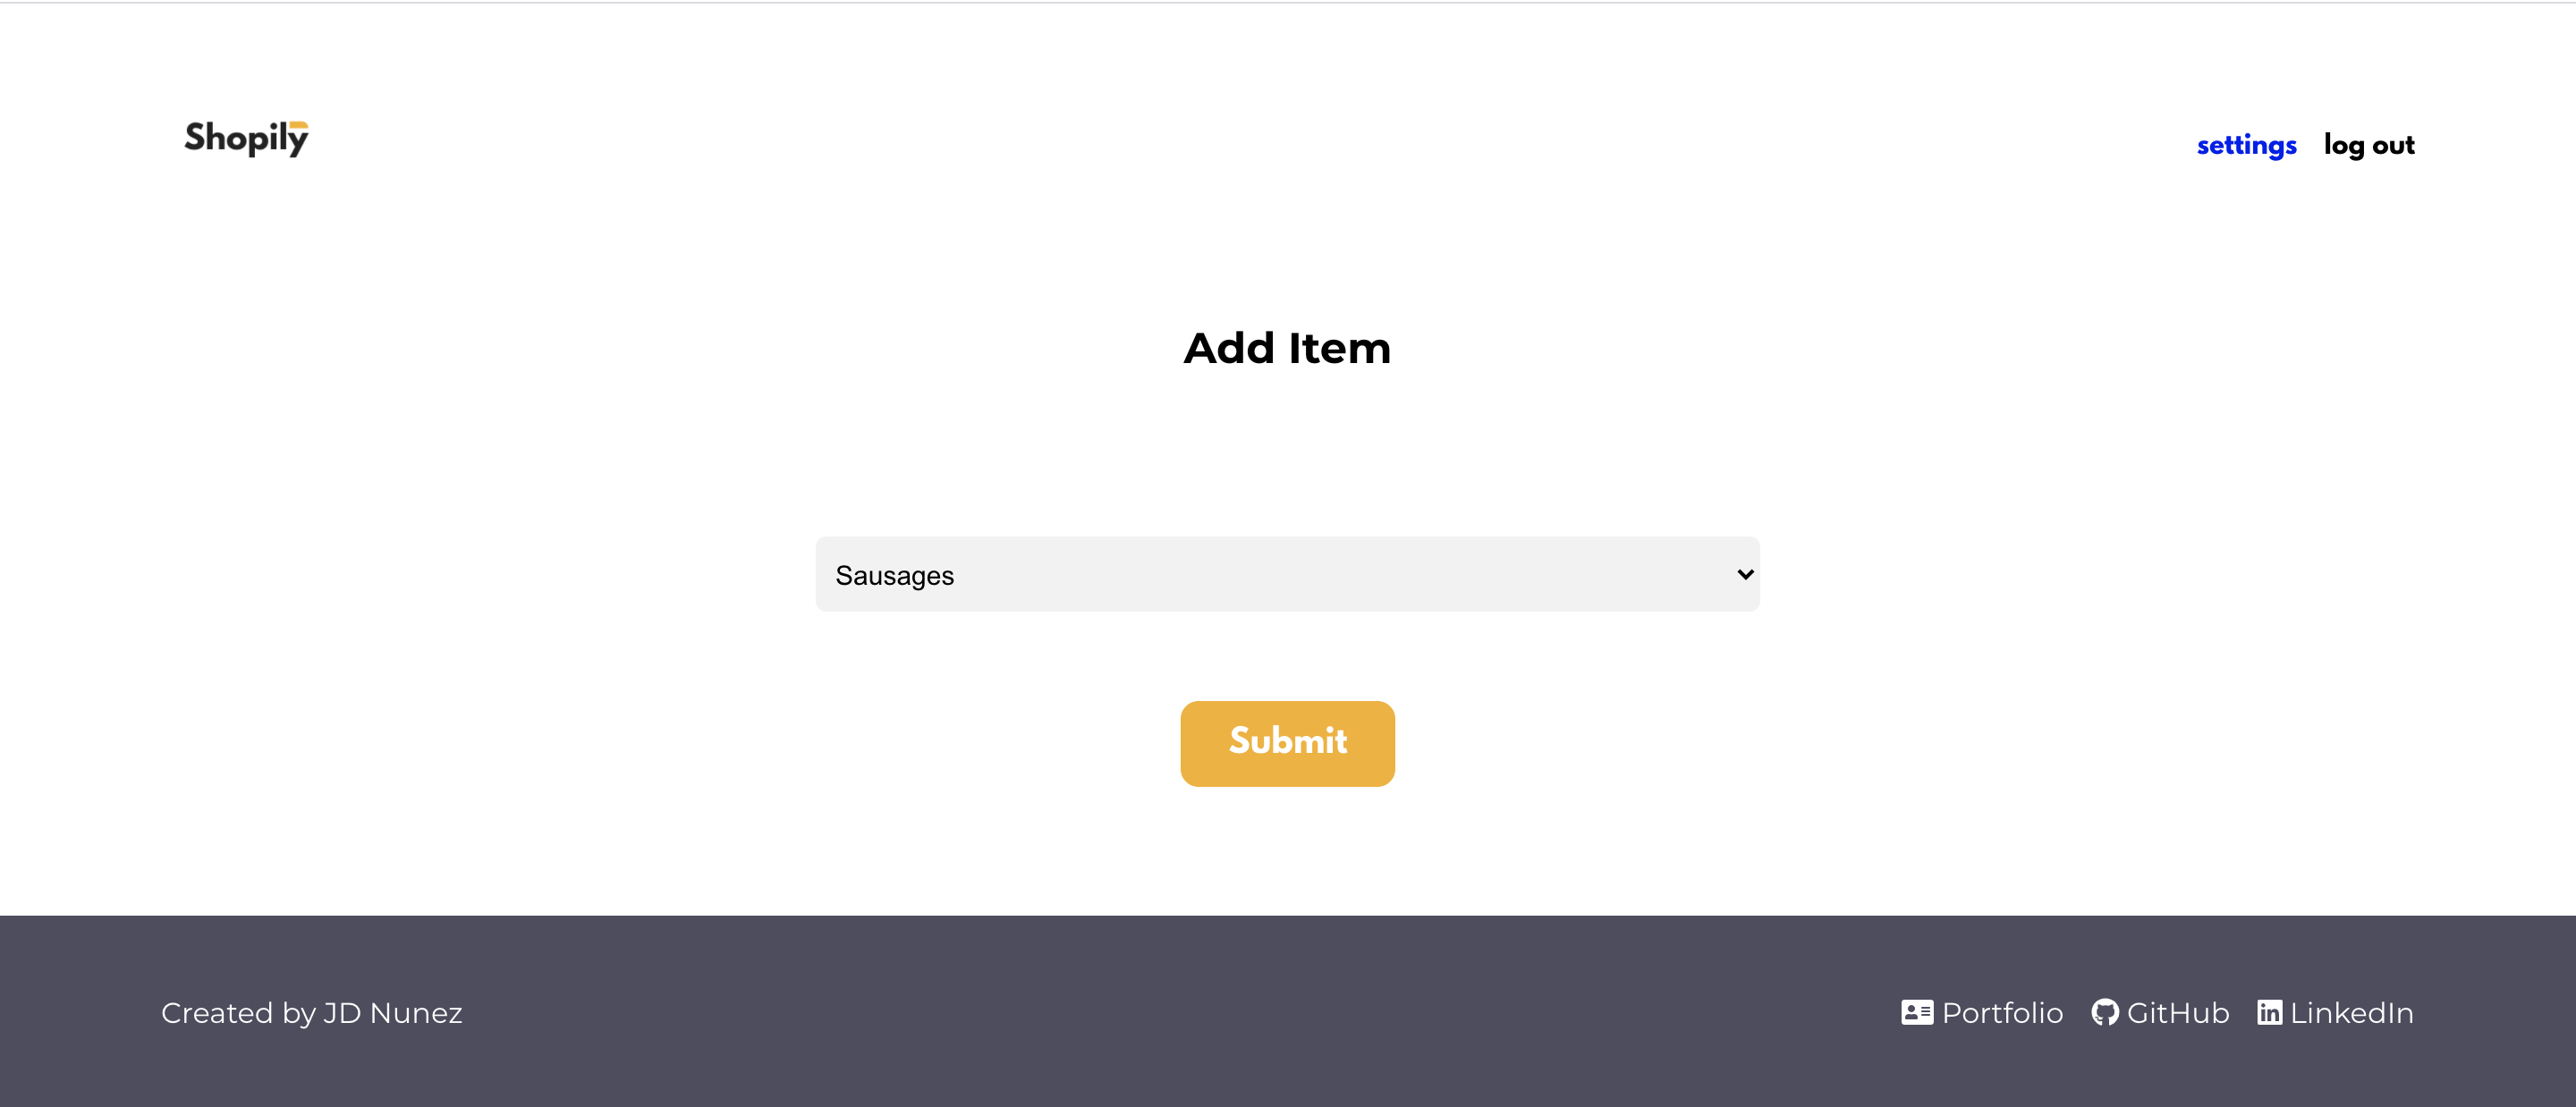 Shopily
settings log out
Add Item
Sausages
Submit
Created by JD Nunez
Portfolio GitHub LinkedIn